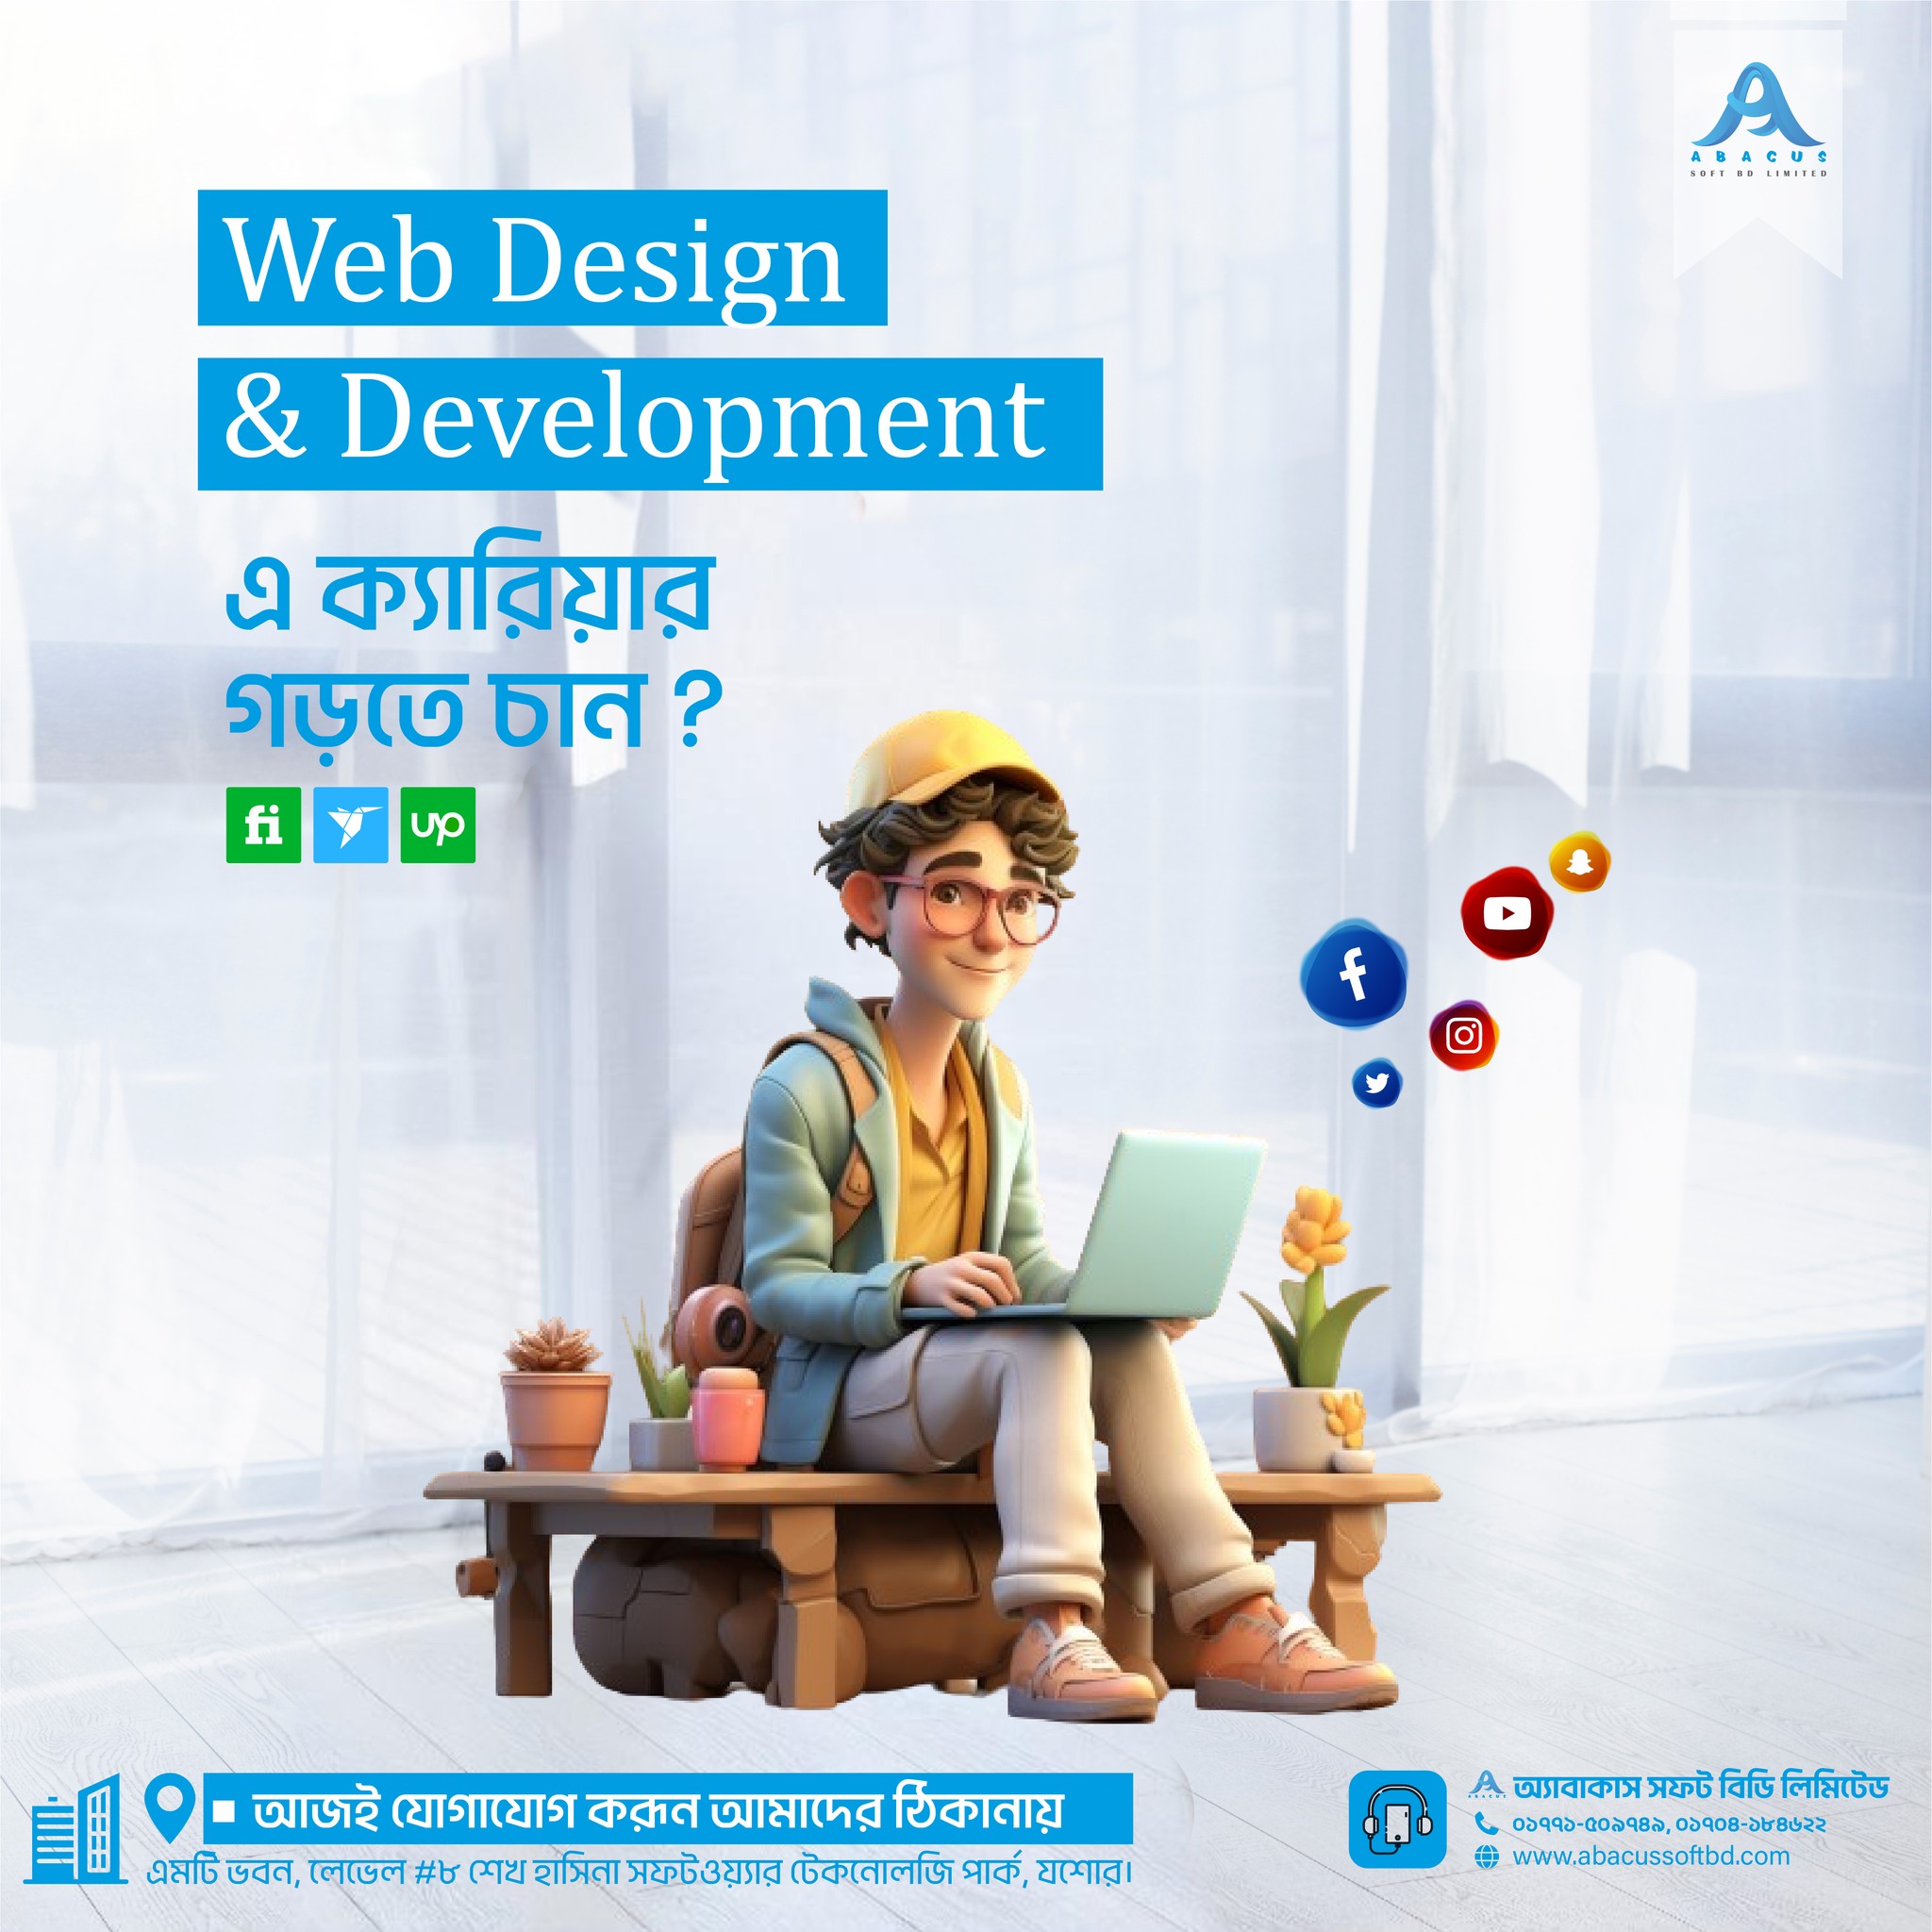 ABACUS
SOFT BD LIMITED
Web Design
& Development
এ ক্যারিয়ার
গড়তে চান ?
fi
up
আজই যোগাযোগ করুন আমাদের ঠিকানায়
এমটি ভবন, লেভেল #৮ শেখ হাসিনা সফটওয়্যার টেকনোলজি পার্ক, যশোর।
অ্যাবাকাস সফট বিডি লিমিটেড
০১৭৭১-৫০৯৭৪৯, ০১৭০৪-১৮৪৬২২
www.abacussoftbd.com